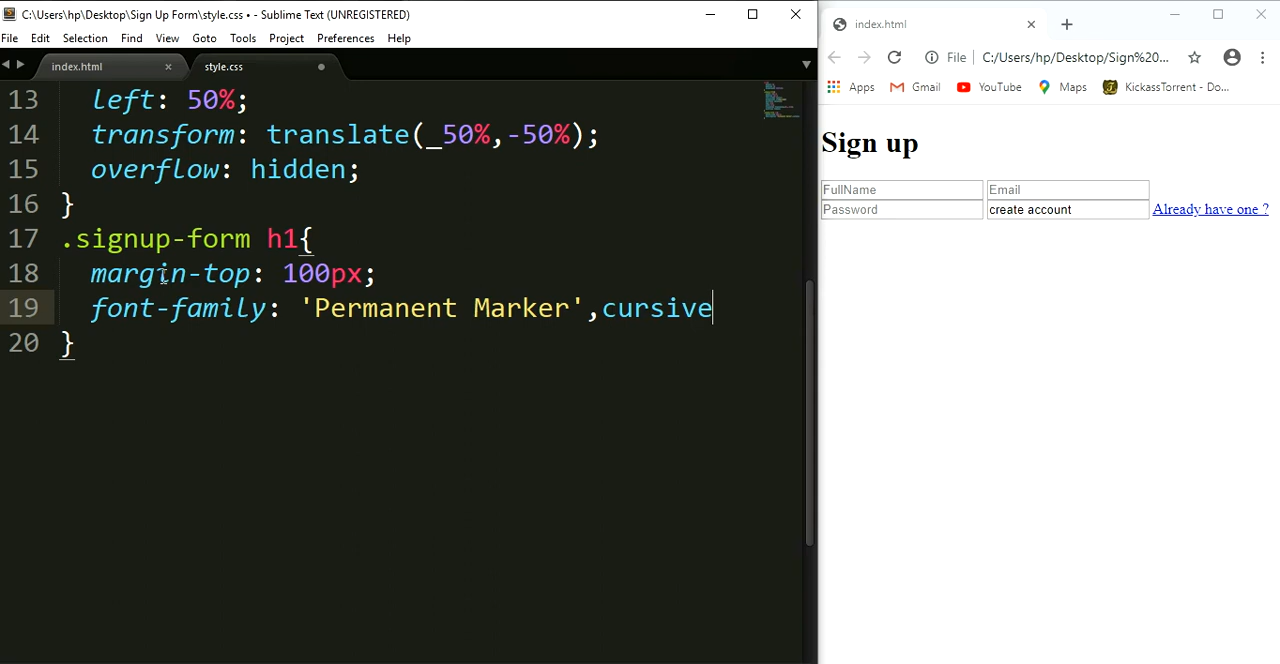 C:\Users\hp\Desktop\Sign Up Form\style.css • - Sublime Text (UNREGISTERED)
File Edit Selection View Find Goto Tools Project Preferences Help
index.html × style.css
13 left: 50%;
14 transform: translate(_50%,-50%);
15 overflow: hidden;
16 }
17 .signup-form h1{
18 margin-top: 100px;
19 font-family: 'Permanent Marker',cursive
20 }
index.html
File C:/Users/hp/Desktop/Sign%20...
Apps Gmail YouTube Maps KickassTorrent - Do...
Sign up
FullName Email
Password create account Already have one ?